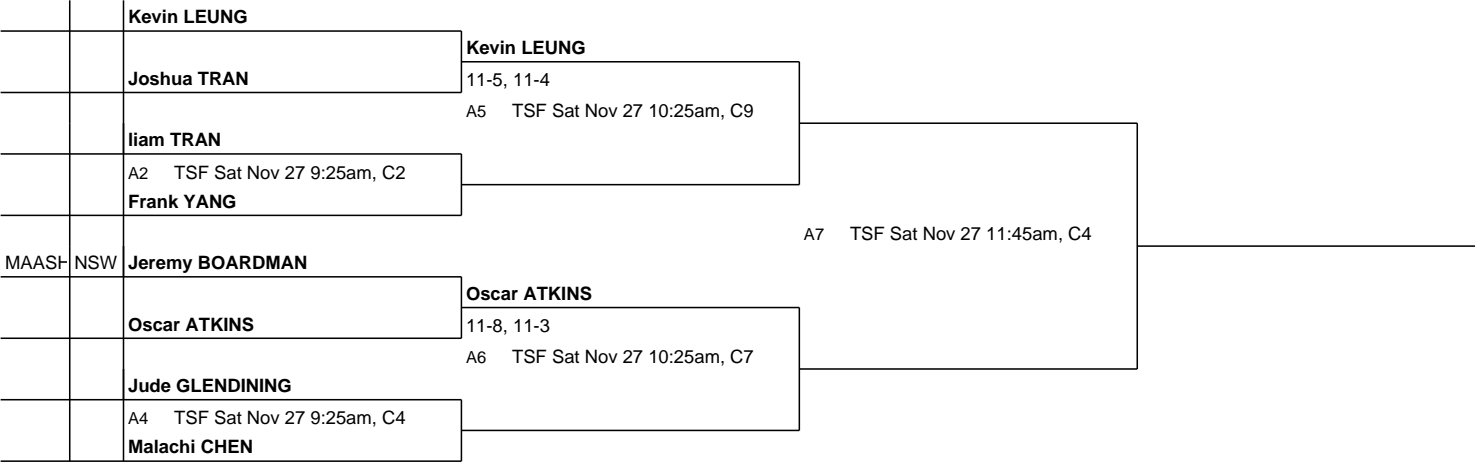 Kevin LEUNG
Kevin LEUNG
Joshua TRAN
11-5, 11-4
A5 TSF Sat Nov 27 10:25am, C9
liam TRAN
A2 TSF Sat Nov 27 9:25am, C2
Frank YANG
A7 TSF Sat Nov 27 11:45am, C4
MAASH NSW Jeremy BOARDMAN
Oscar ATKINS
Oscar ATKINS
11-8, 11-3
A6 TSF Sat Nov 27 10:25am, C7
Jude GLENDINING
A4 TSF Sat Nov 27 9:25am, C4
Malachi CHEN